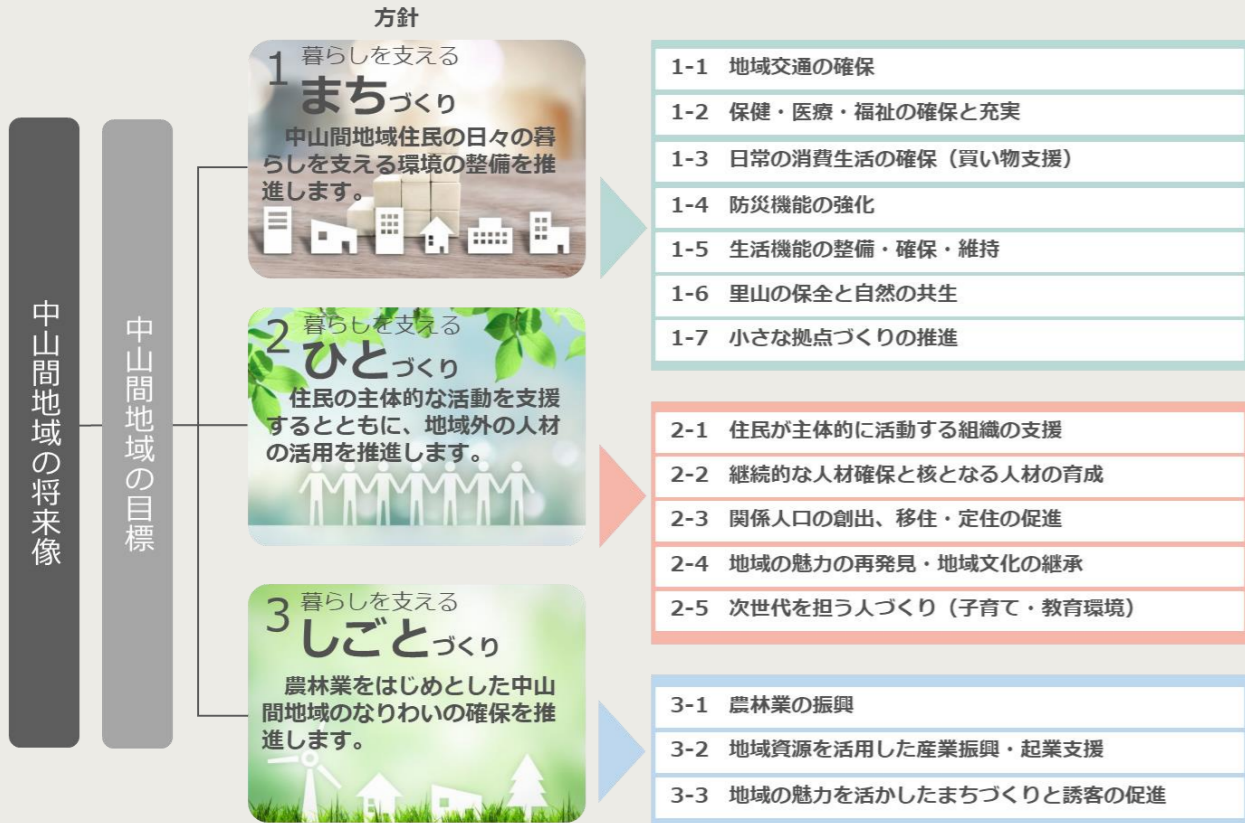 方針
中山間地域の将来像
中山間地域の目標
1 暮らしを支える
まちづくり
中山間地域住民の日々の暮
らしを支える環境の整備を推
進します。
1-1 地域交通の確保
1-2 保健・医療・福祉の確保と充実
1-3 日常の消費生活の確保（買い物支援）
1-4 防災機能の強化
1-5 生活機能の整備・確保・維持
1-6 里山の保全と自然の共生
1-7 小さな拠点づくりの推進
2 暮らしを支える
ひとづくり
住民の主体的な活動を支援
するとともに、地域外の人材
の活用を推進します。
2-1 住民が主体的に活動する組織の支援
2-2 継続的な人材確保と核となる人材の育成
2-3 関係人口の創出、移住・定住の促進
2-4 地域の魅力の再発見・地域文化の継承
2-5 次世代を担う人づくり（子育て・教育環境）
3 暮らしを支える
しごとづくり
農林業をはじめとした中山
間地域のなりわいの確保を推
進します。
3-1 農林業の振興
3-2 地域資源を活用した産業振興・起業支援
3-3 地域の魅力を活かしたまちづくりと誘客の促進